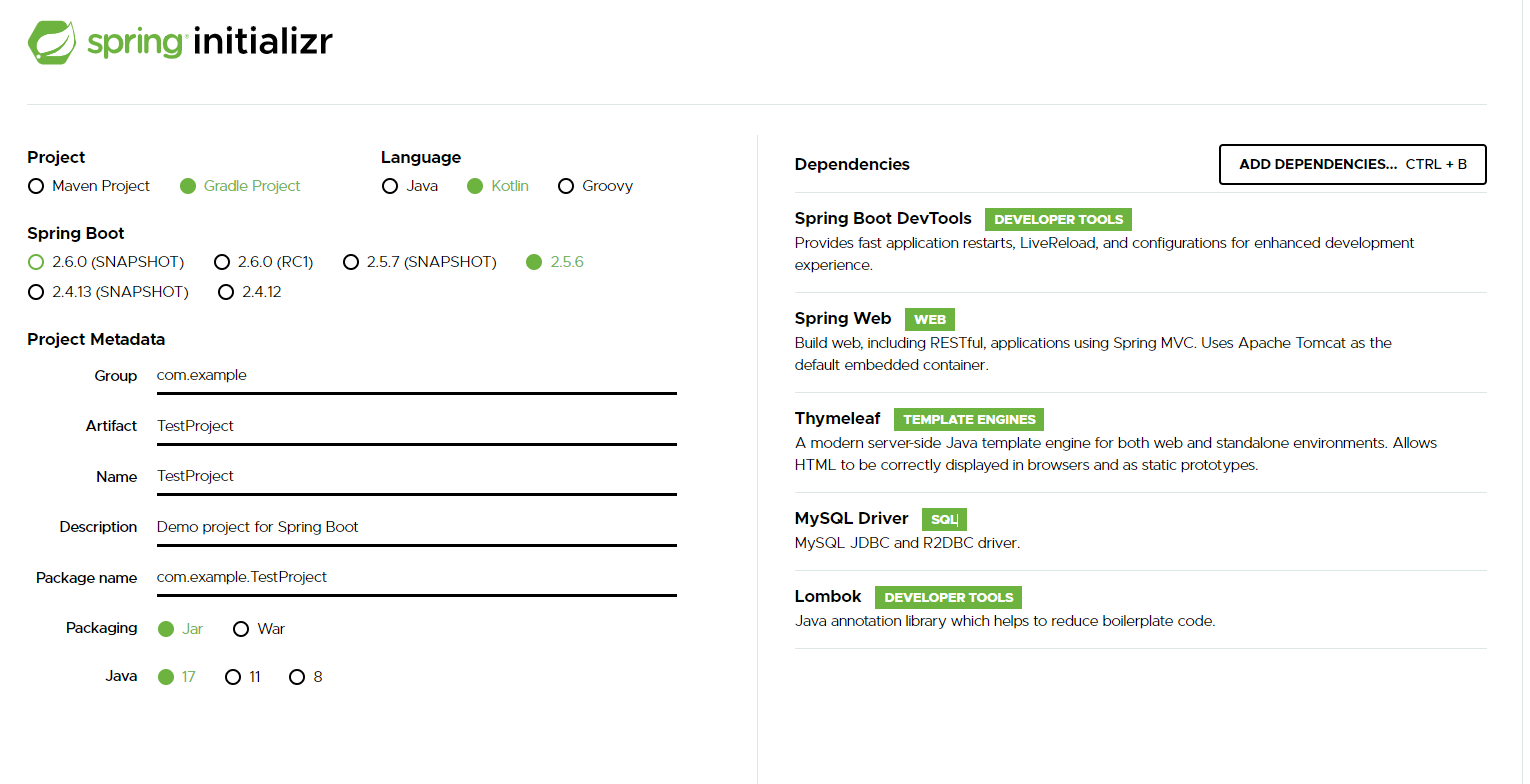 spring initializr
Project
Maven Project Gradle Project
Language
Java Kotlin Groovy
Spring Boot
2.6.0 (SNAPSHOT) 2.6.0 (RC1) 2.5.7 (SNAPSHOT) 2.5.6
2.4.13 (SNAPSHOT) 2.4.12
Project Metadata
Group com.example
Artifact TestProject
Name TestProject
Description Demo project for Spring Boot
Package name com.example.TestProject
Packaging Jar War
Java 17 11 8
Dependencies ADD DEPENDENCIES... CTRL + B
Spring Boot DevTools DEVELOPER TOOLS
Provides fast application restarts, LiveReload, and configurations for enhanced development
experience.
Spring Web WEB
Build web, including RESTful, applications using Spring MVC. Uses Apache Tomcat as the
default embedded container.
Thymeleaf TEMPLATE ENGINES
A modern server-side Java template engine for both web and standalone environments. Allows
HTML to be correctly displayed in browsers and as static prototypes.
MySQL Driver SQL
MySQL JDBC and R2DBC driver.
Lombok DEVELOPER TOOLS
Java annotation library which helps to reduce boilerplate code.